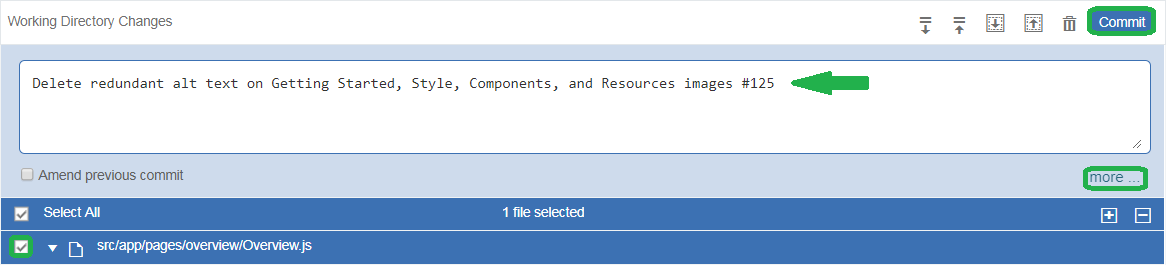 Working Directory Changes
Commit
Delete redundant alt text on Getting Started, Style, Components, and Resources images #125
Amend previous commit
more ...
Select All
1 file selected
src/app/pages/overview/Overview.js